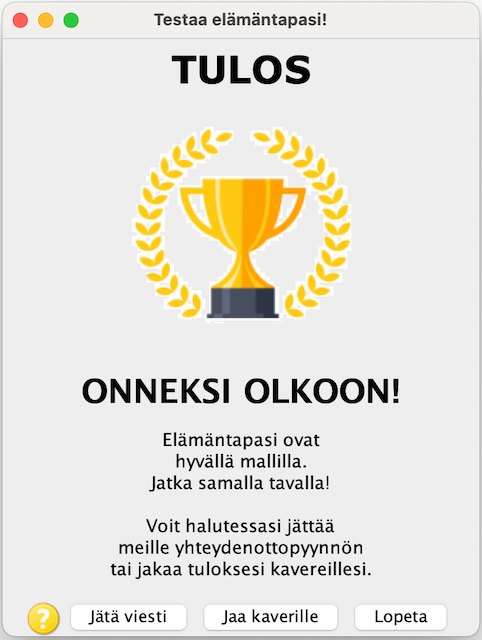 Testaa elämäntapasi!
TULOS
ONNEKSI OLKOON!
Elämäntapasi ovat
hyvällä mallilla.
Jatka samalla tavalla!
Voit halutessasi jättää
meille yhteydenottopyynnön
tai jakaa tuloksesi kavereillesi.
?
Jätä viesti
Jaa kaverille
Lopeta